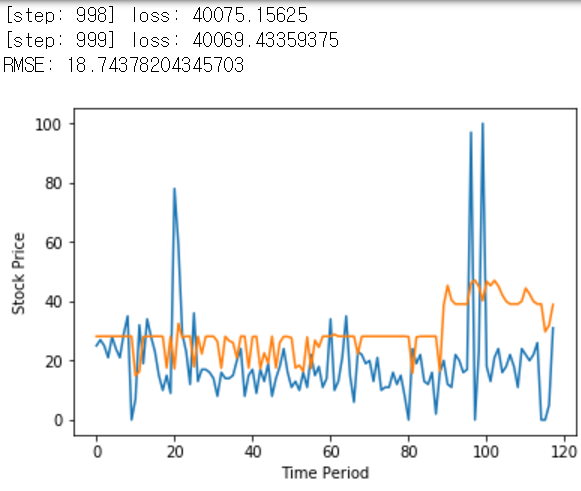 [step: 998] loss: 40075.15625
[step: 999] loss: 40069.43359375
RMSE: 18.74378204345703
100
80
60
40
20
0
Stock Price
0 20 40 60 80 100 120
Time Period